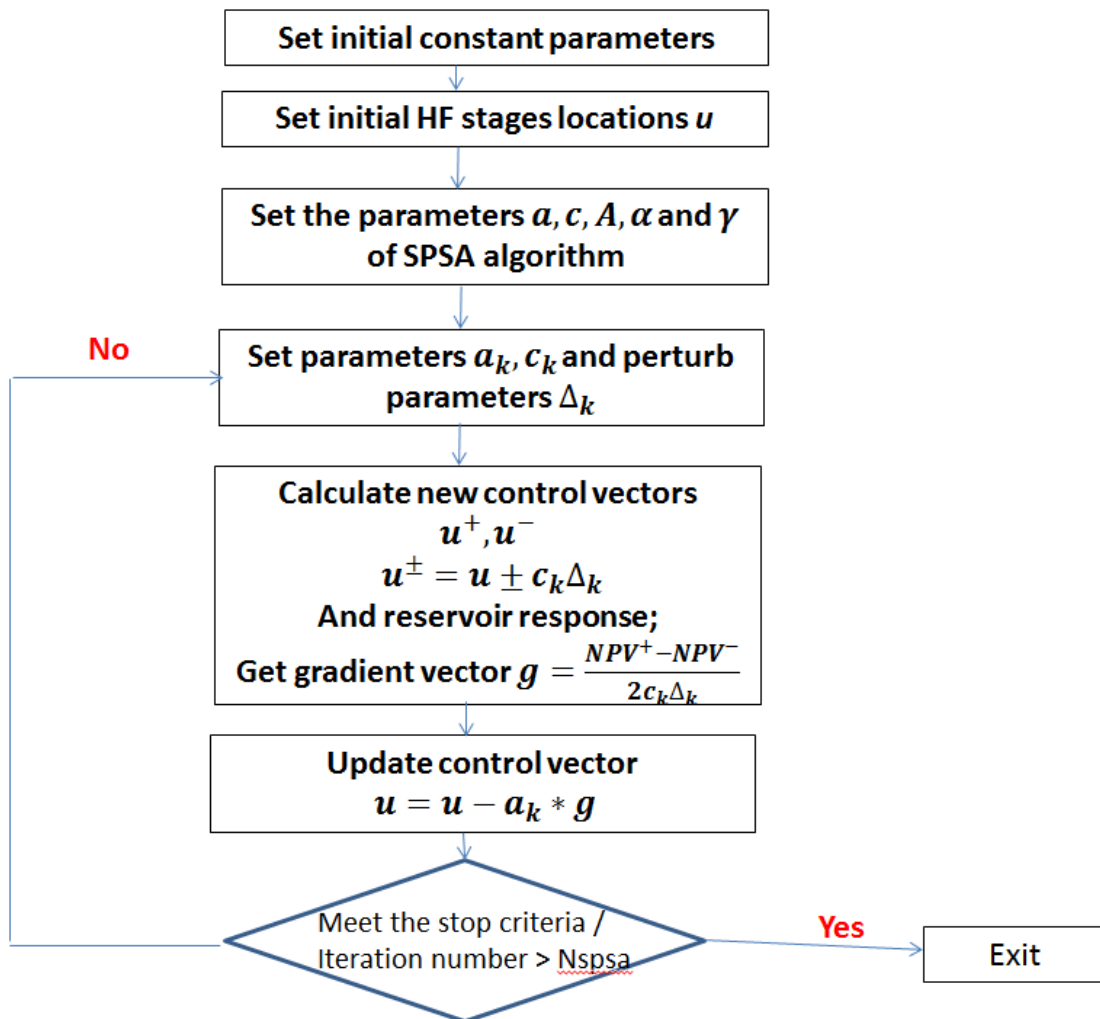 Set initial constant parameters
Set initial HF stages locations u
Set the parameters a, c, A, α and γ
of SPSA algorithm
No
Set parameters a_k, c_k and perturb
parameters Δ_k
Calculate new control vectors
u⁺, u⁻
u^± = u ± c_kΔ_k
And reservoir response;
Get gradient vector g = (NPV⁺−NPV⁻)/(2c_kΔ_k)
Update control vector
u = u − a_k * g
Meet the stop criteria /
Iteration number > Nspsa
Yes
Exit